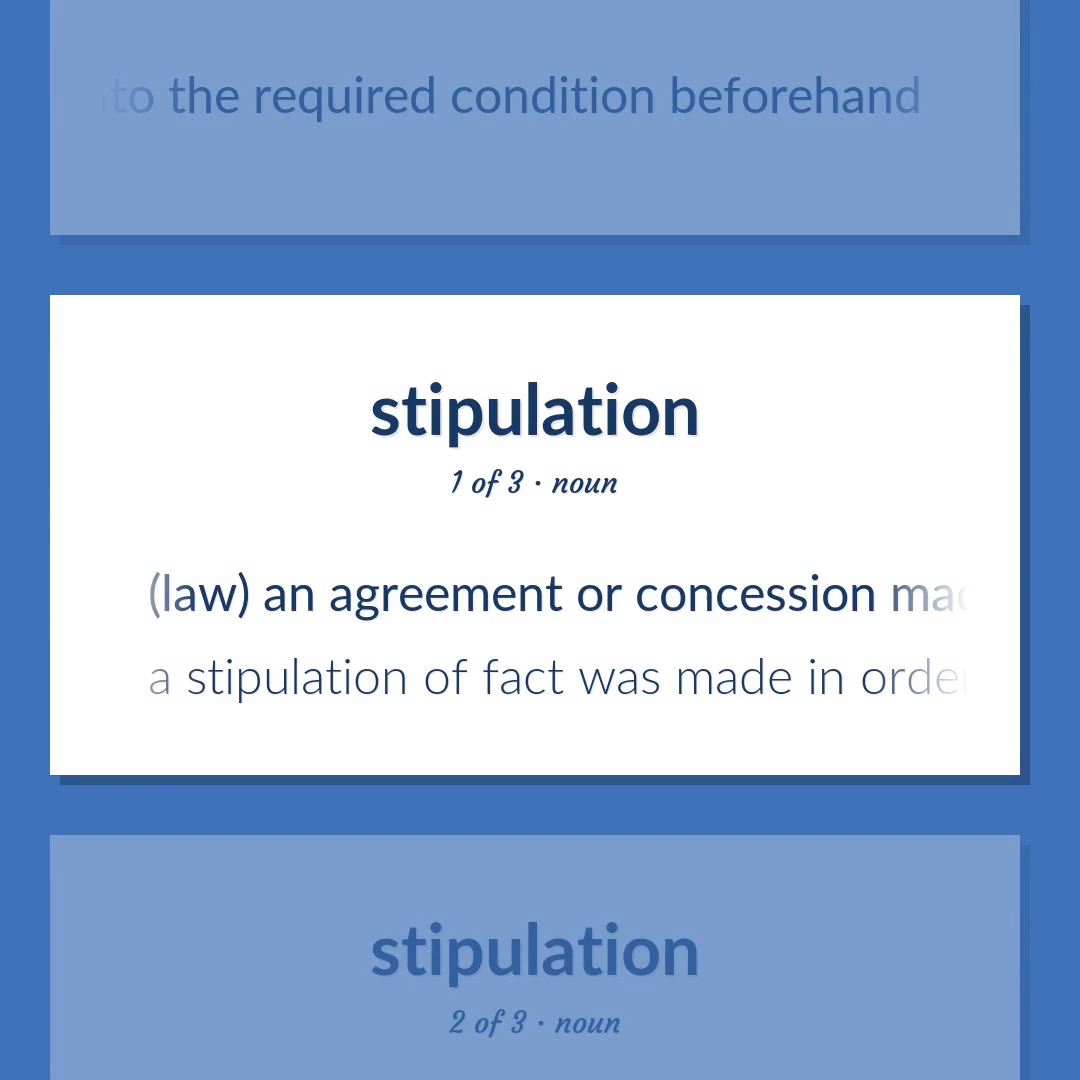 to the required condition beforehand
stipulation
1 of 3 · noun
(law) an agreement or concession
a stipulation of fact was made in
stipulation
2 of 3 · noun